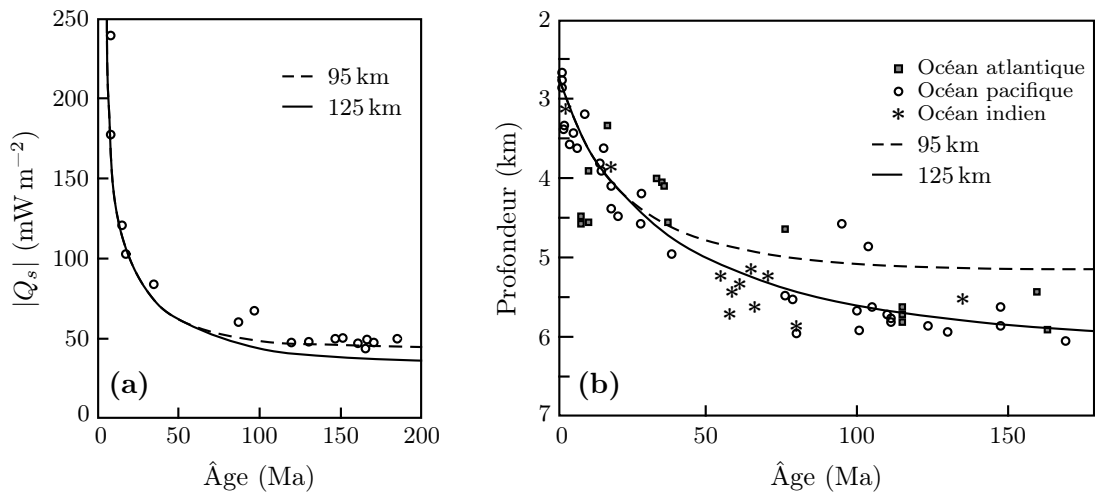 250
200
150
100
50
0
0
50
100
150
200
|Q_s| (mW m⁻²)
Âge (Ma)
95 km
125 km
(a)
2
3
4
5
6
7
0
50
100
150
Profondeur (km)
Âge (Ma)
Océan atlantique
Océan pacifique
Océan indien
95 km
125 km
(b)